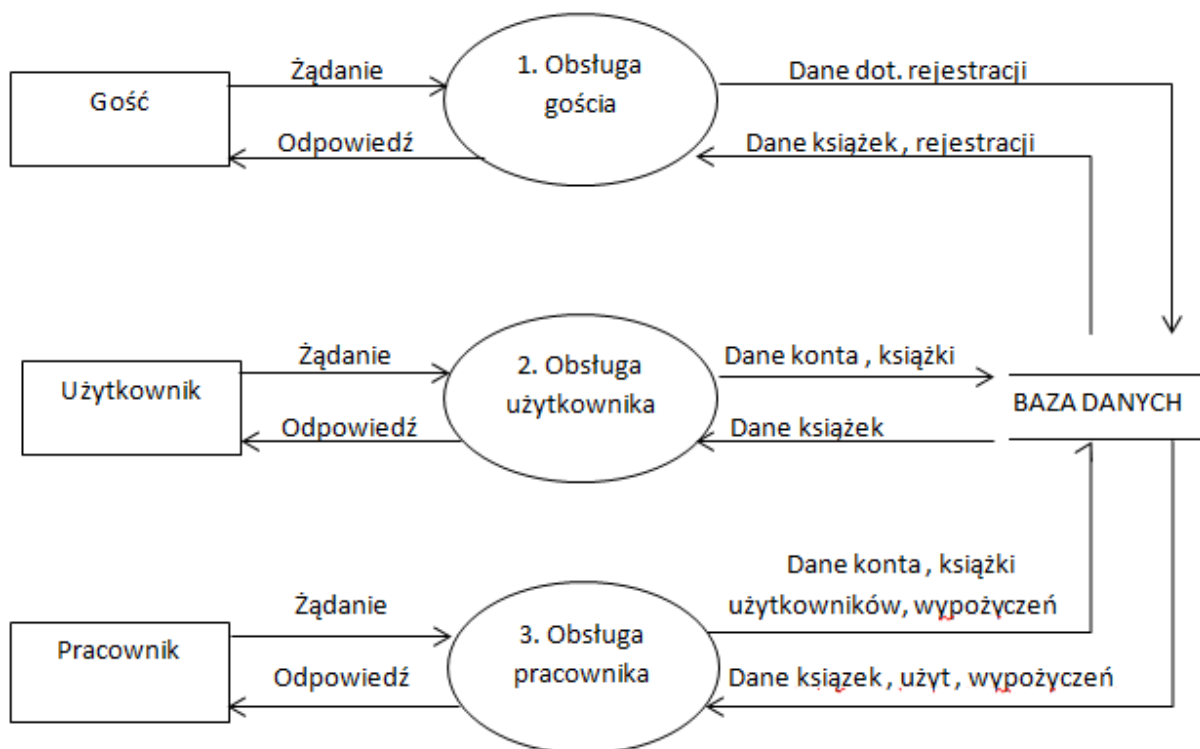 Żądanie
1. Obsługa
gościa
Dane dot. rejestracji
Gość
Odpowiedź
Dane książek , rejestracji
Żądanie
2. Obsługa
użytkownika
Dane konta , książki
Użytkownik
BAZA DANYCH
Odpowiedź
Dane książek
Dane konta , książki
użytkowników, wypożyczeń
Żądanie
3. Obsługa
pracownika
Pracownik
Odpowiedź
Dane ksiązek , użyt , wypożyczeń